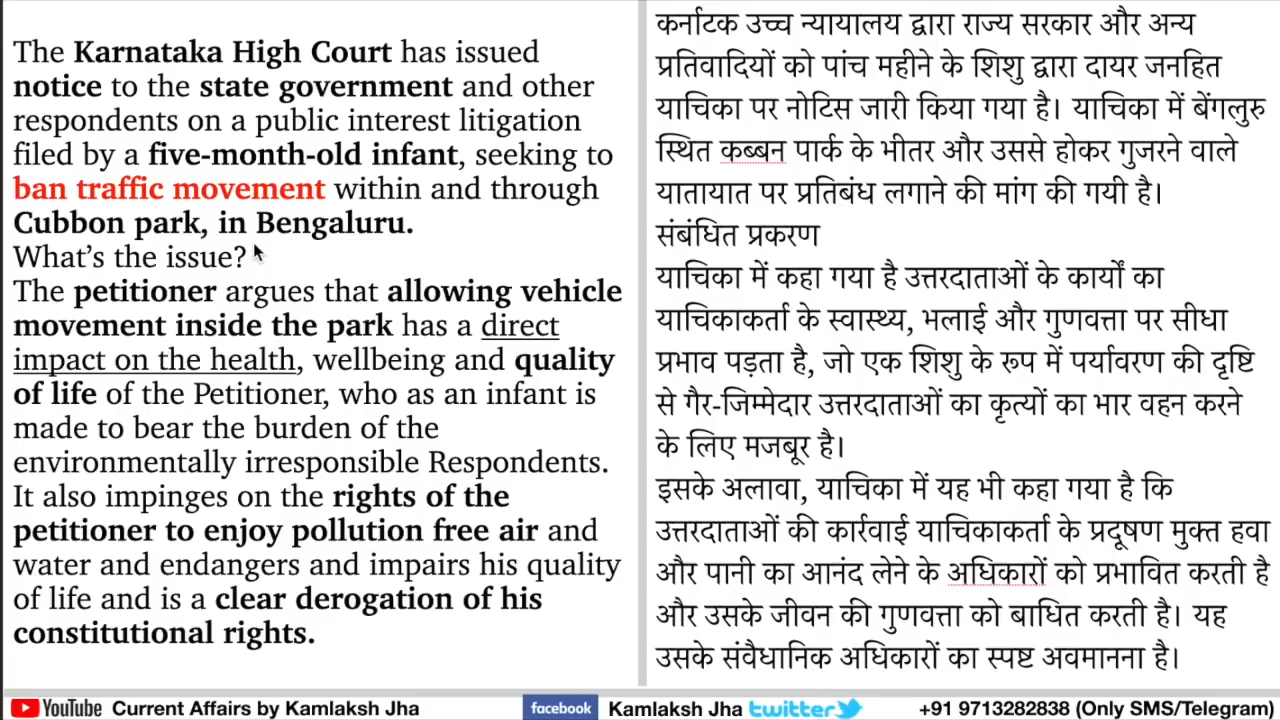 The Karnataka High Court has issued
notice to the state government and other
respondents on a public interest litigation
filed by a five-month-old infant, seeking to
ban traffic movement within and through
Cubbon park, in Bengaluru.
What's the issue?
The petitioner argues that allowing vehicle
movement inside the park has a direct
impact on the health, wellbeing and quality
of life of the Petitioner, who as an infant is
made to bear the burden of the
environmentally irresponsible Respondents.
It also impinges on the rights of the
petitioner to enjoy pollution free air and
water and endangers and impairs his quality
of life and is a clear derogation of his
constitutional rights.
कर्नाटक उच्च न्यायालय द्वारा राज्य सरकार और अन्य
प्रतिवादियों को पांच महीने के शिशु द्वारा दायर जनहित
याचिका पर नोटिस जारी किया गया है। याचिका में बेंगलुरु
स्थित कब्बन पार्क के भीतर और उससे होकर गुजरने वाले
यातायात पर प्रतिबंध लगाने की मांग की गयी है।
संबंधित प्रकरण
याचिका में कहा गया है उत्तरदाताओं के कार्यों का
याचिकाकर्ता के स्वास्थ्य, भलाई और गुणवत्ता पर सीधा
प्रभाव पड़ता है, जो एक शिशु के रूप में पर्यावरण की दृष्टि
से गैर-जिम्मेदार उत्तरदाताओं का कृत्यों का भार वहन करने
के लिए मजबूर है।
इसके अलावा, याचिका में यह भी कहा गया है कि
उत्तरदाताओं की कार्रवाई याचिकाकर्ता के प्रदूषण मुक्त हवा
और पानी का आनंद लेने के अधिकारों को प्रभावित करती है
और उसके जीवन की गुणवत्ता को बाधित करती है। यह
उसके संवैधानिक अधिकारों का स्पष्ट अवमानना है।
YouTube Current Affairs by Kamlaksh Jha facebook Kamlaksh Jha twitter +91 9713282838 (Only SMS/Telegram)